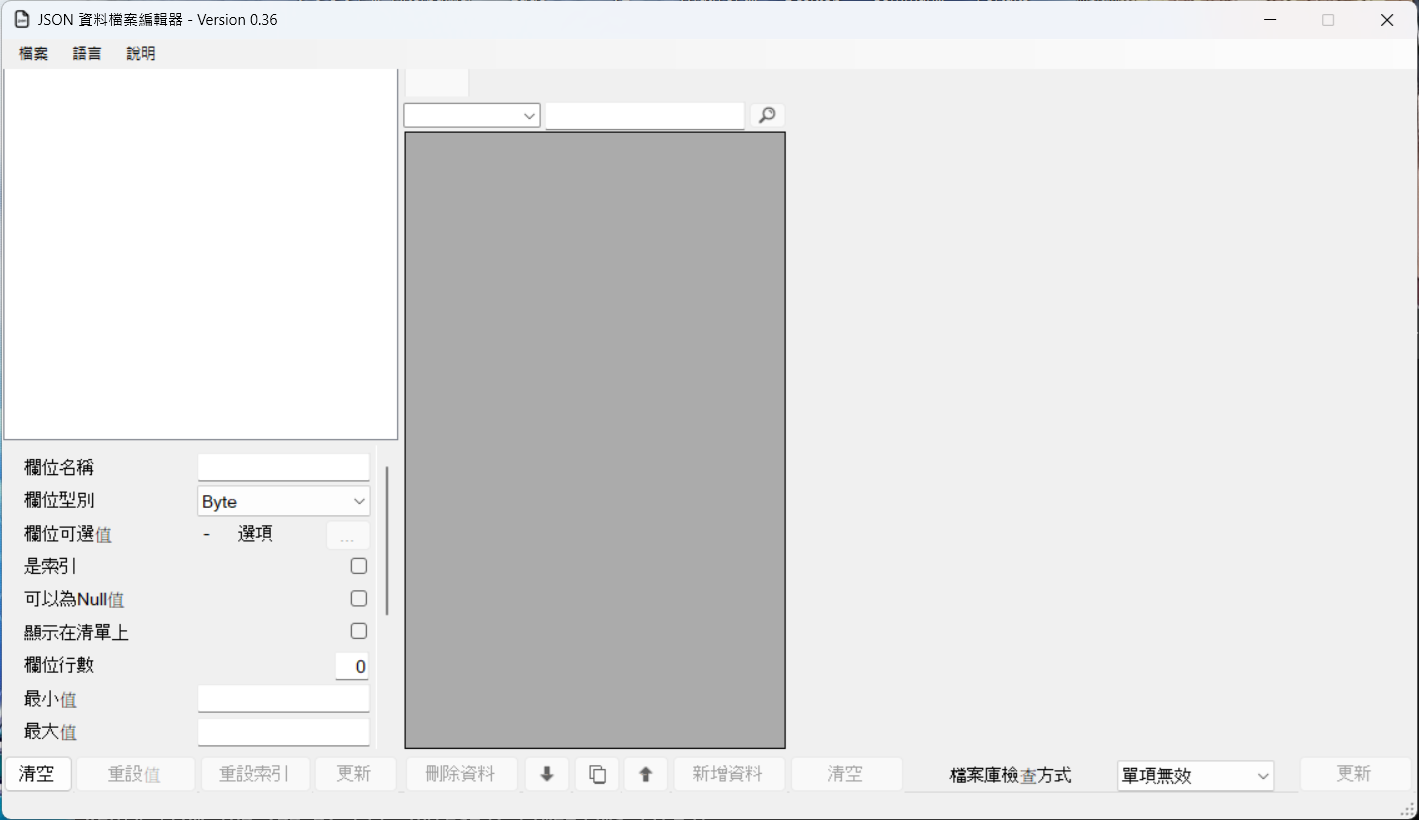 JSON 資料檔案編輯器 - Version 0.36
檔案 語言 說明
欄位名稱
欄位型別 Byte
欄位可選值 - 選項 ...
是索引
可以為Null值
顯示在清單上
欄位行數 0
最小值
最大值
清空 重設值 重設索引 更新 刪除資料 新增資料 清空 檔案庫檢查方式 單項無效 更新